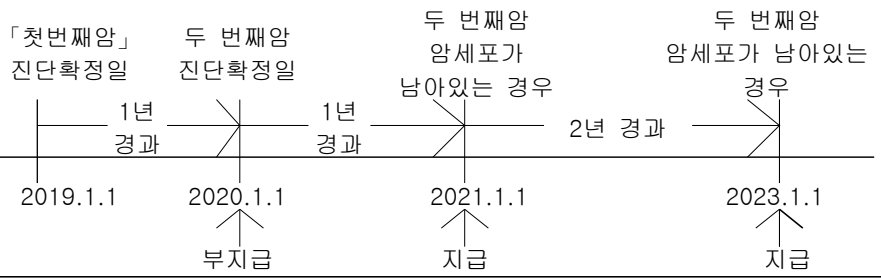 「첫번째암」
진단확정일
두 번째암
진단확정일
두 번째암
암세포가
남아있는 경우
두 번째암
암세포가 남아있는
경우
1년
경과
1년
경과
2년 경과
2019.1.1
2020.1.1
2021.1.1
2023.1.1
부지급
지급
지급